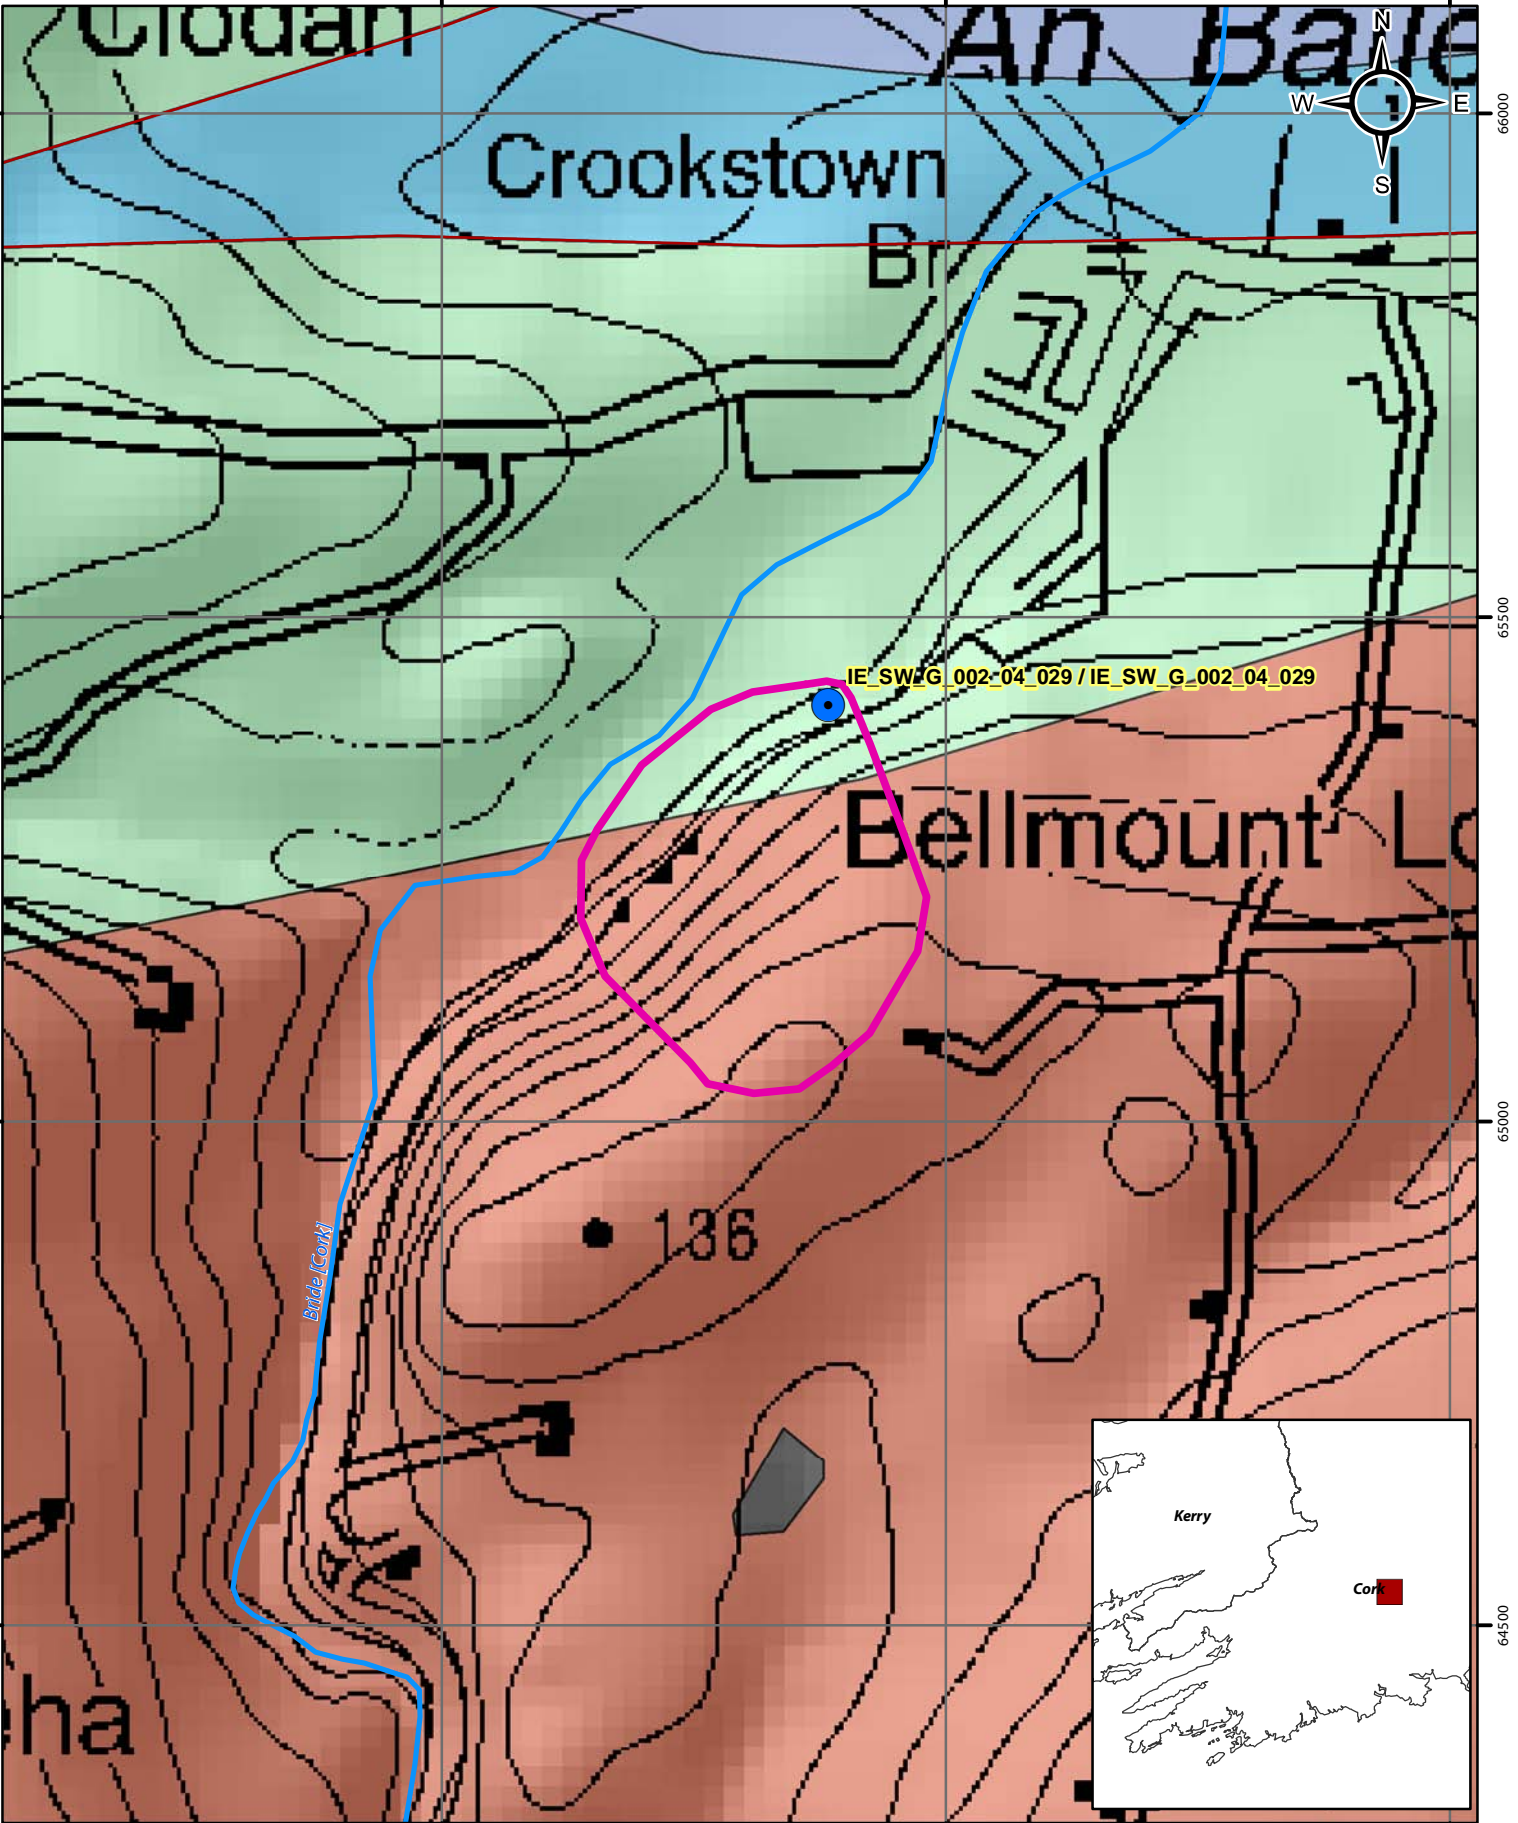 Clodan
An Baile
N
W
E
S
66000
Crookstown
Br
65500
IE_SW_G_002_04_029 / IE_SW_G_002_04_029
Bellmount Lo
65000
136
Bride [Cork]
Kerry
Cork
64500
eha